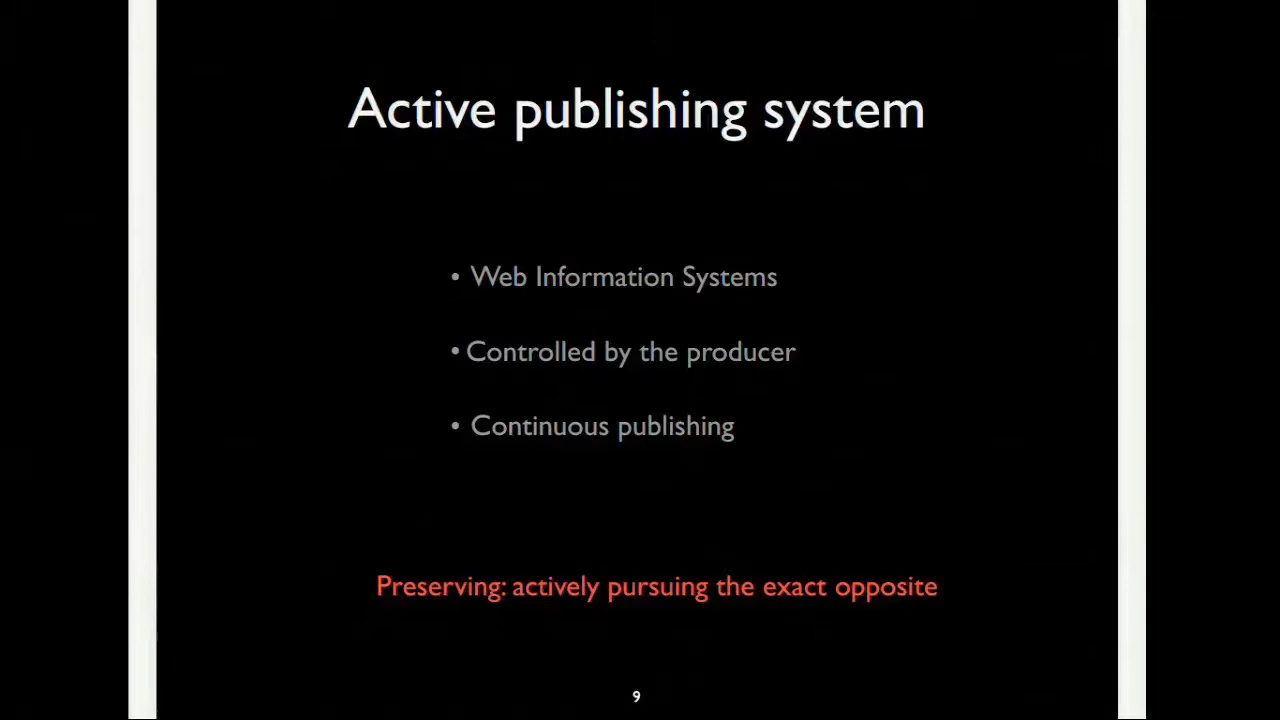 Active publishing system
• Web Information Systems
• Controlled by the producer
• Continuous publishing
Preserving: actively pursuing the exact opposite
9